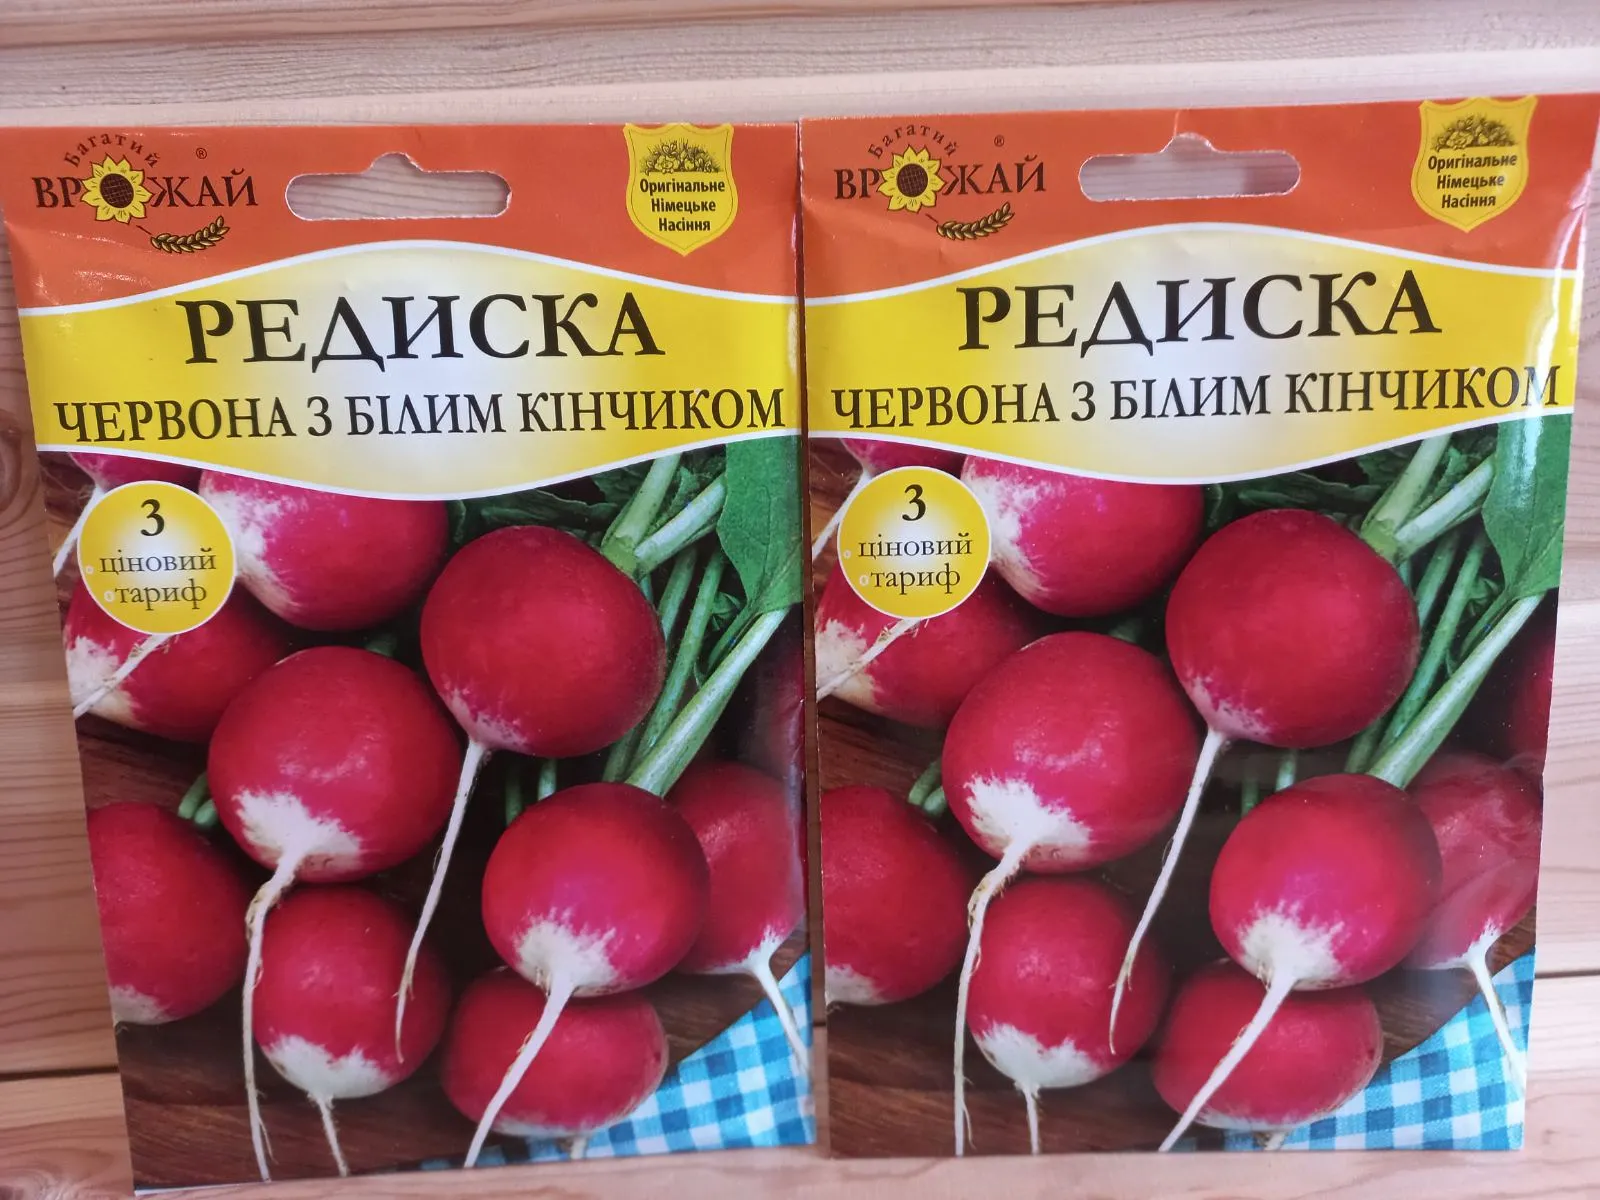 Багатий
ВРОЖАЙ ®
Оригінальне
Німецьке
Насіння
РЕДИСКА
ЧЕРВОНА З БІЛИМ КІНЧИКОМ
3
ціновий
тариф
Багатий
ВРОЖАЙ ®
Оригінальне
Німецьке
Насіння
РЕДИСКА
ЧЕРВОНА З БІЛИМ КІНЧИКОМ
3
ціновий
тариф